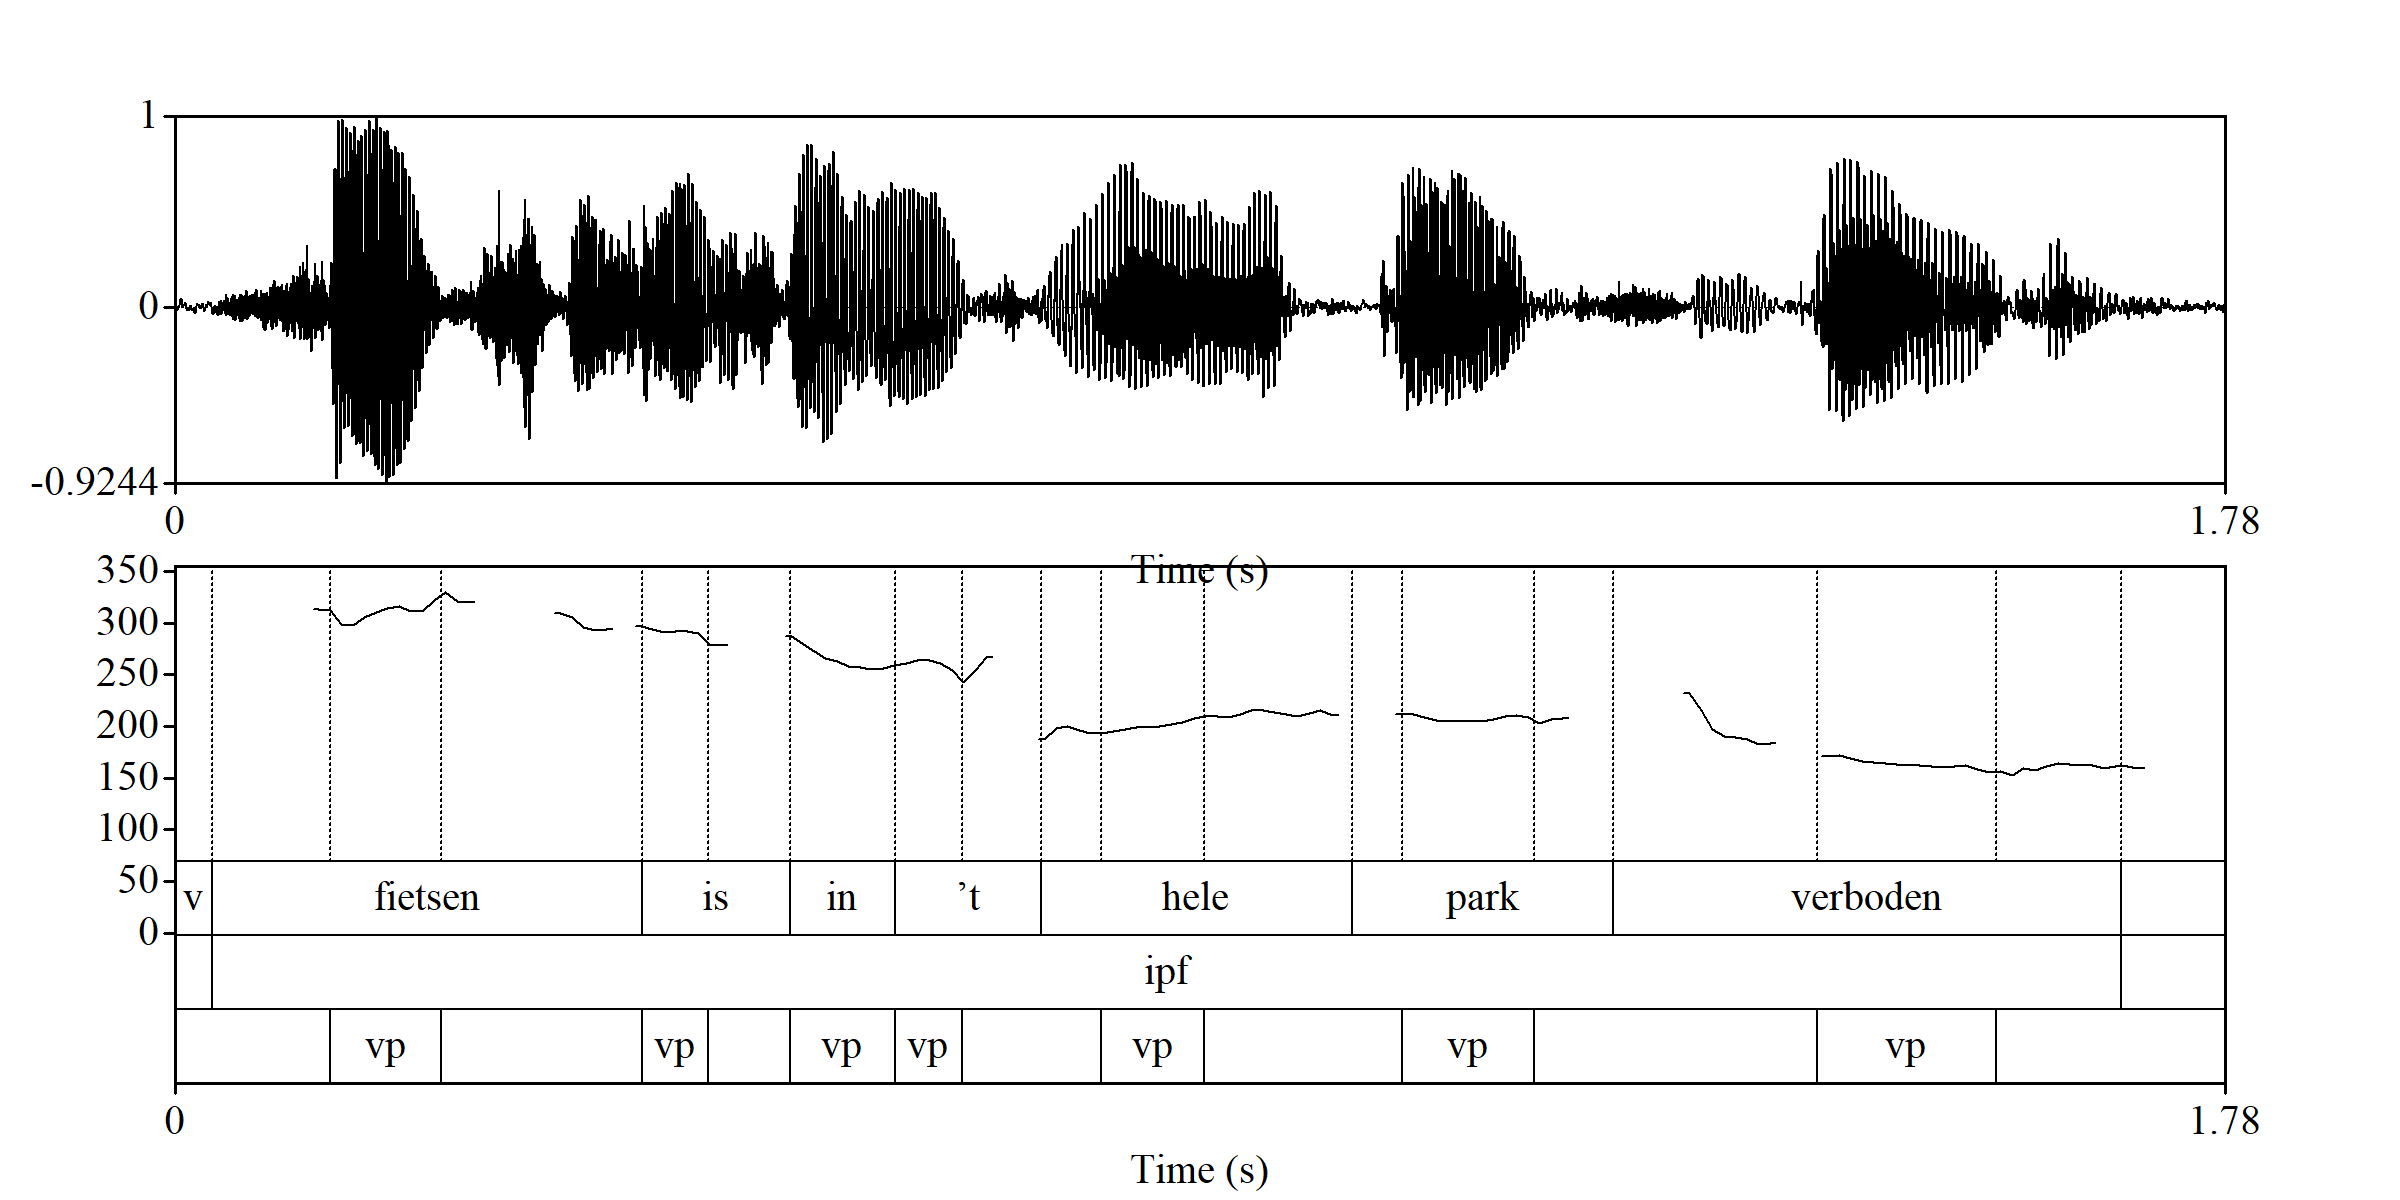 1
0
-0.9244
0 1.78
Time (s)
350
300
250
200
150
100
50
0
v fietsen is in ’t hele park verboden
ipf
vp vp vp vp vp vp vp
0 1.78
Time (s)